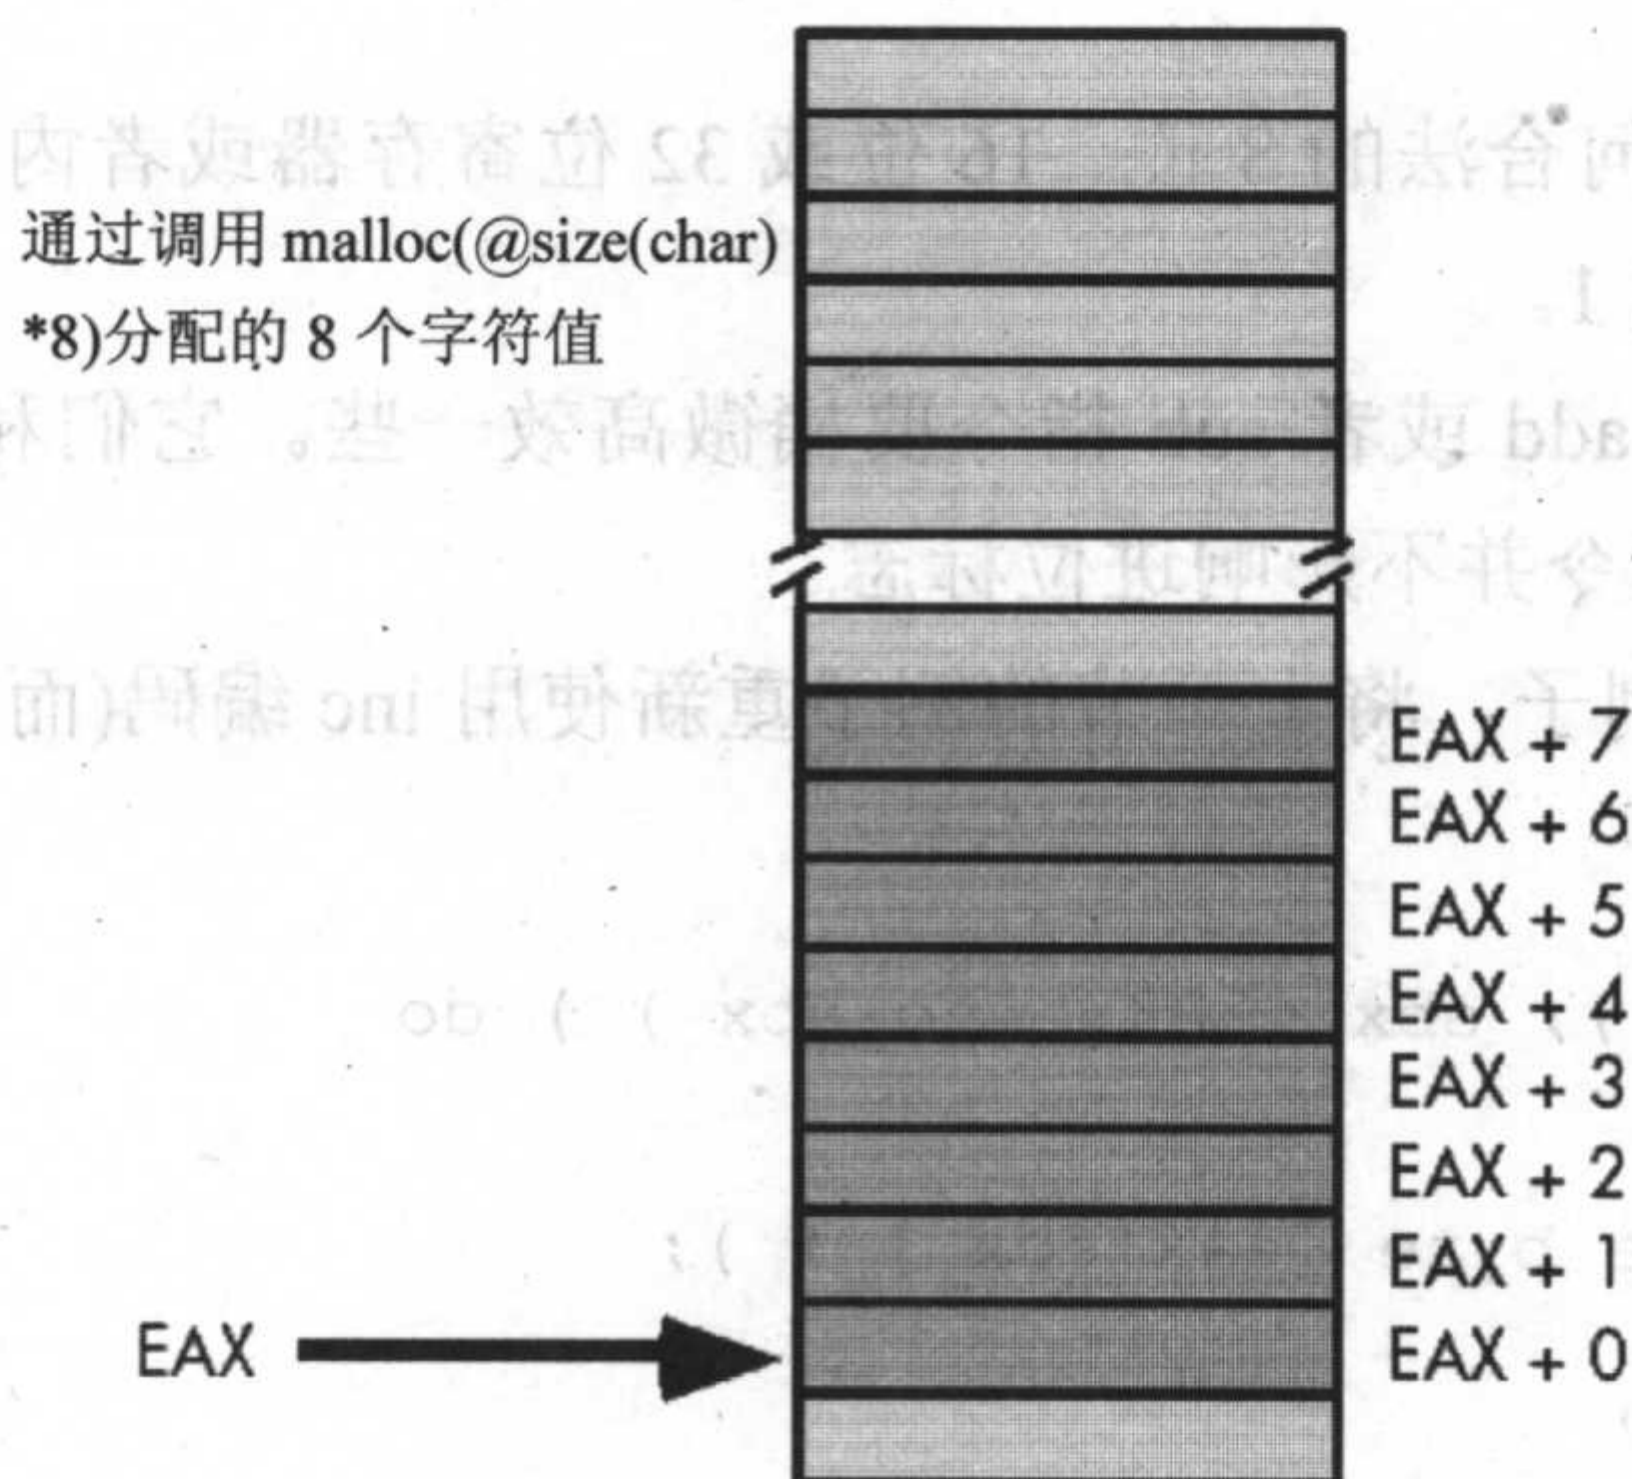 通过调用 malloc(@size(char)
*8)分配的 8 个字符值
EAX + 7
EAX + 6
EAX + 5
EAX + 4
EAX + 3
EAX + 2
EAX + 1
EAX
EAX + 0